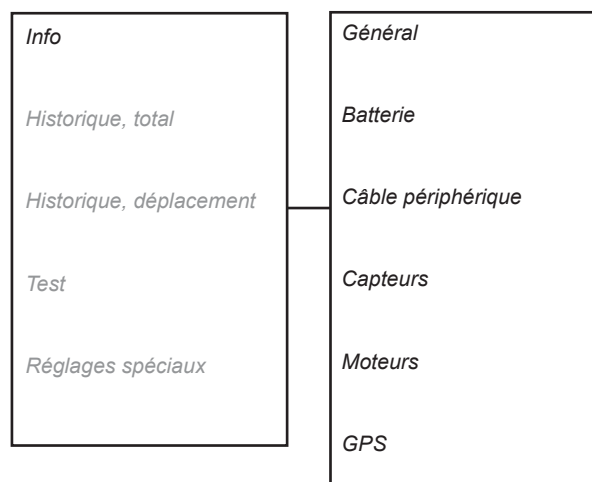 Info
Historique, total
Historique, déplacement
Test
Réglages spéciaux
Général
Batterie
Câble périphérique
Capteurs
Moteurs
GPS